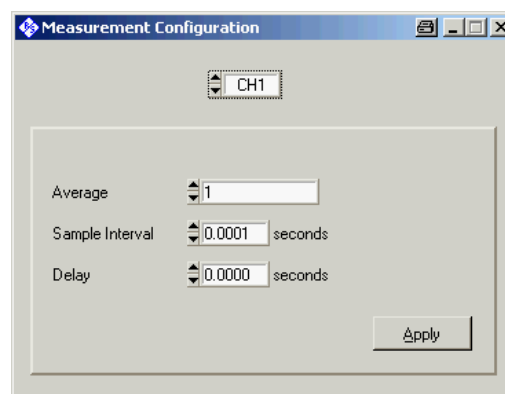 Measurement Configuration
CH1
Average 1
Sample Interval 0.0001 seconds
Delay 0.0000 seconds
Apply